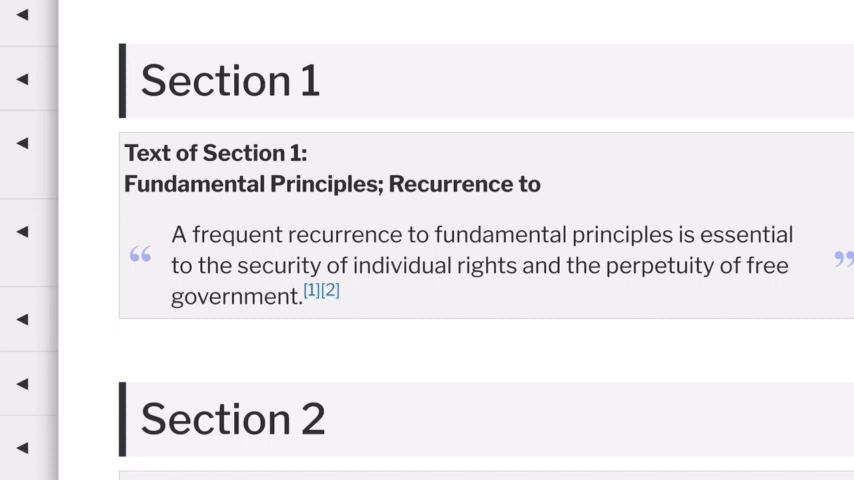 Section 1
Text of Section 1:
Fundamental Principles; Recurrence to
“ A frequent recurrence to fundamental principles is essential
to the security of individual rights and the perpetuity of free ”
government.[1][2]
Section 2